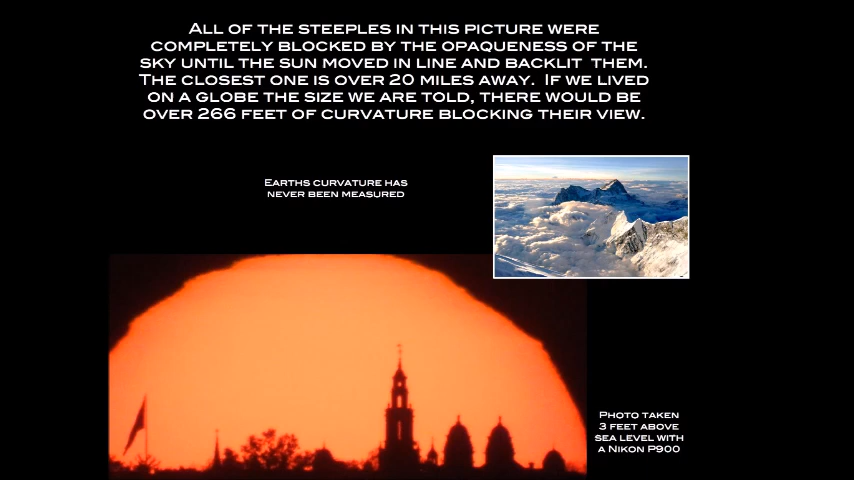 All of the steeples in this picture were
completely blocked by the opaqueness of the
sky until the sun moved in line and backlit them.
The closest one is over 20 miles away. If we lived
on a globe the size we are told, there would be
over 266 feet of curvature blocking their view.
Earths curvature has
never been measured
Photo taken
3 feet above
sea level with
a Nikon P900